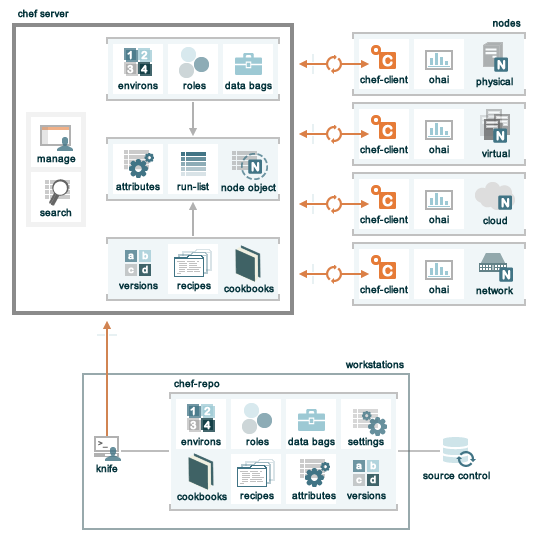 chef server
nodes
1 2
3 4
environs
roles
data bags
manage
search
attributes
run-list
N
node object
a b
c d
versions
recipes
cookbooks
C
chef-client
ohai
N
physical
C
chef-client
ohai
N
virtual
C
chef-client
ohai
N
cloud
C
chef-client
ohai
N
network
workstations
chef-repo
>_
knife
1 2
3 4
environs
roles
data bags
settings
cookbooks
recipes
attributes
a b
c d
versions
source control